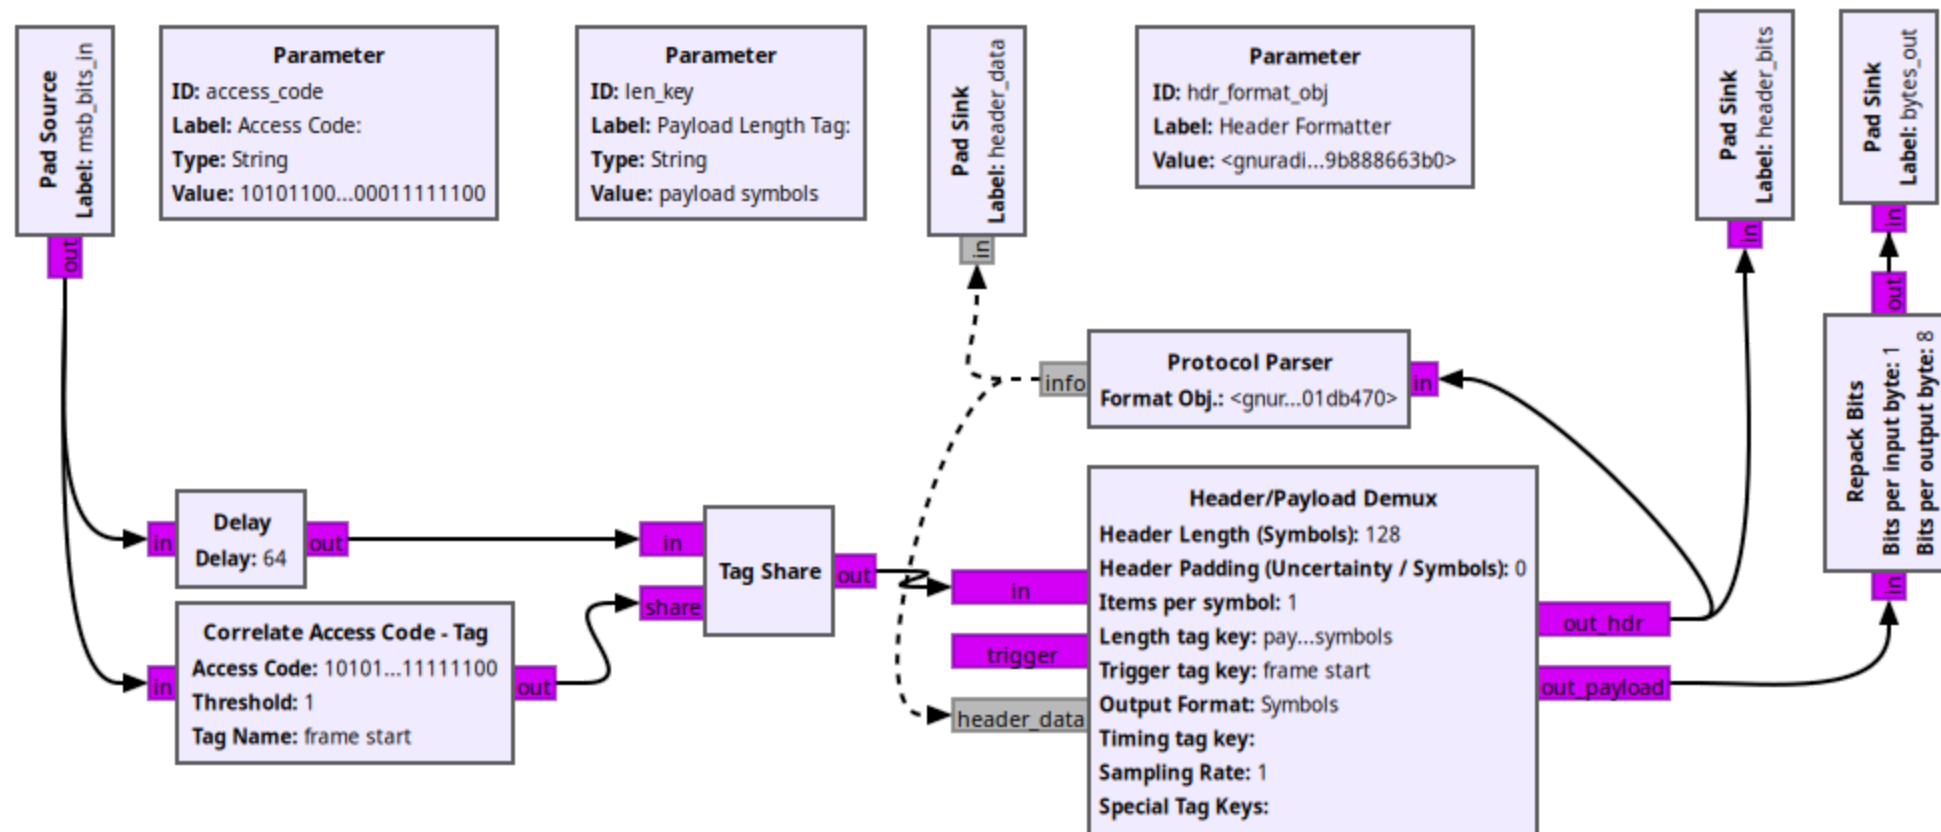 Pad Source
Label: msb_bits_in
out
Parameter
ID: access_code
Label: Access Code:
Type: String
Value: 10101100...00011111100
Parameter
ID: len_key
Label: Payload Length Tag:
Type: String
Value: payload symbols
Pad Sink
Label: header_data
in
Parameter
ID: hdr_format_obj
Label: Header Formatter
Value: <gnuradi...9b888663b0>
Pad Sink
Label: header_bits
in
Pad Sink
Label: bytes_out
in
out
Repack Bits
Bits per input byte: 1
Bits per output byte: 8
in
info
Protocol Parser
Format Obj.: <gnur...01db470>
in
in
Delay
Delay: 64
out
in
Correlate Access Code - Tag
Access Code: 10101...11111100
Threshold: 1
Tag Name: frame start
out
in
share
Tag Share
out
in
trigger
header_data
Header/Payload Demux
Header Length (Symbols): 128
Header Padding (Uncertainty / Symbols): 0
Items per symbol: 1
Length tag key: pay...symbols
Trigger tag key: frame start
Output Format: Symbols
Timing tag key:
Sampling Rate: 1
Special Tag Keys:
out_hdr
out_payload